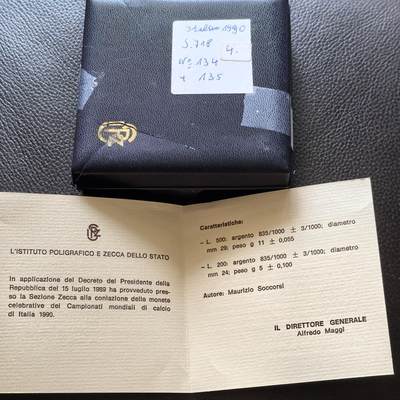 Italien 1990
S. 718
4.
No 134
+ 135
L'ISTITUTO POLIGRAFICO E ZECCA DELLO STATO
In applicazione del Decreto del Presidente della
Repubblica del 15 luglio 1989 ha provveduto pres-
so la Sezione Zecca alla coniazione delle monete
celebrative dei Campionati mondiali di calcio
di Italia 1990.
Caratteristiche:
— L. 500: argento 835/1000 ± 3/1000; diametro
mm 29; peso g 11 ± 0,055
— L. 200: argento 835/1000 ± 3/1000; diametro
mm 24; peso g 5 ± 0,100
Autore: Maurizio Soccorsi
IL DIRETTORE GENERALE
Alfredo Maggi